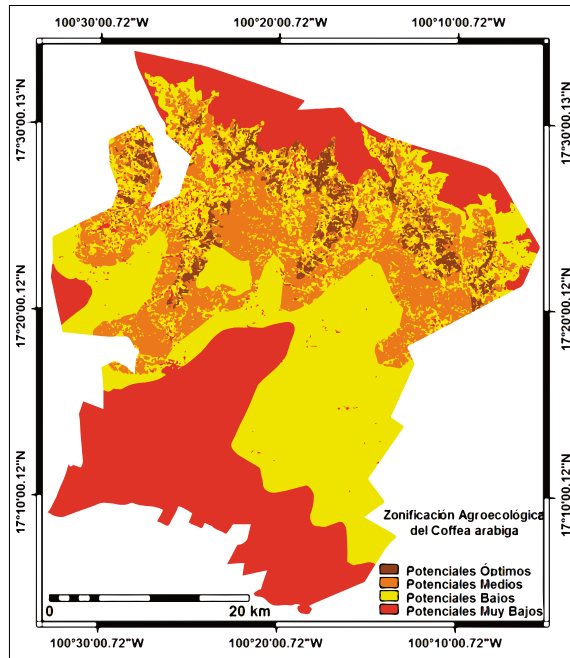 100°30'00.72"W 100°20'00.72"W 100°10'00.72"W
17°30'00.13"N 17°30'00.13"N
17°20'00.12"N 17°20'00.12"N
17°10'00.12"N 17°10'00.12"N
Zonificación Agroecológica
del Coffea arabiga
Potenciales Óptimos
Potenciales Medios
Potenciales Bajos
Potenciales Muy Bajos
0 20 km
100°30'00.72"W 100°20'00.72"W 100°10'00.72"W